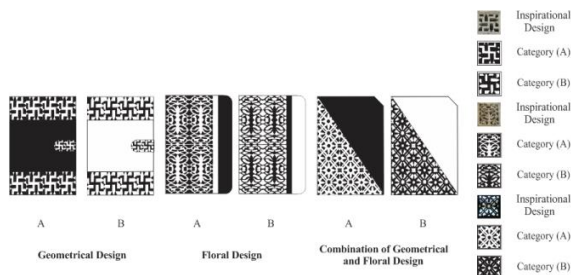 A
B
A
B
A
B
Geometrical Design
Floral Design
Combination of Geometrical
and Floral Design
Inspirational
Design
Category (A)
Category (B)
Inspirational
Design
Category (A)
Category (B)
Inspirational
Design
Category (A)
Category (B)